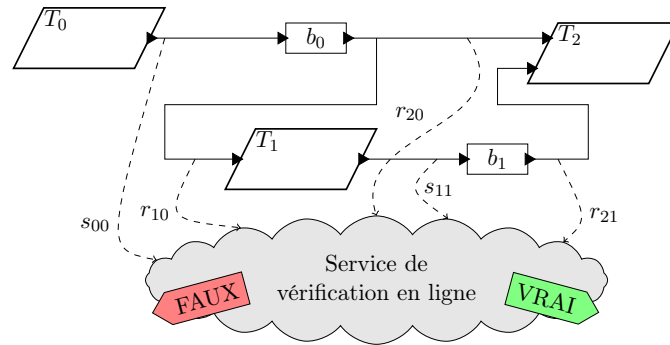 T0
b0
T2
r20
T1
b1
s11
r10
s00
r21
Service de
vérification en ligne
FAUX
VRAI